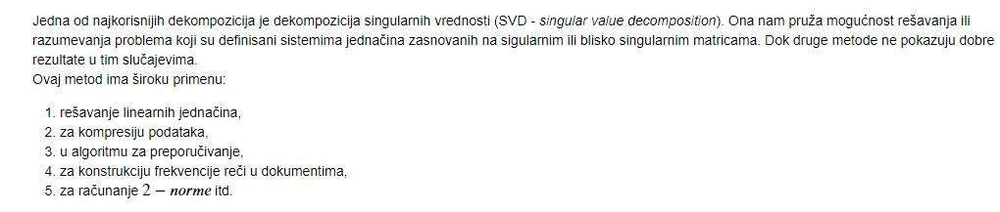 Jedna od najkorisnijih dekompozicija je dekompozicija singularnih vrednosti (SVD - singular value decomposition). Ona nam pruža mogućnost rešavanja ili
razumevanja problema koji su definisani sistemima jednačina zasnovanih na sigularnim ili blisko singularnim matricama. Dok druge metode ne pokazuju dobre
rezultate u tim slučajevima.
Ovaj metod ima široku primenu:
1. rešavanje linearnih jednačina,
2. za kompresiju podataka,
3. u algoritmu za preporučivanje,
4. za konstrukciju frekvencije reči u dokumentima,
5. za računanje 2 − norme itd.